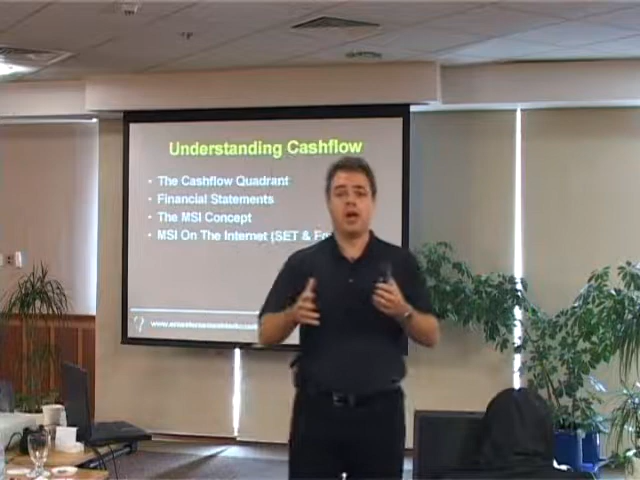 Understanding Cashflow
• The Cashflow Quadrant
• Financial Statements
• The MSI Concept
• MSI On The Internet (SET &